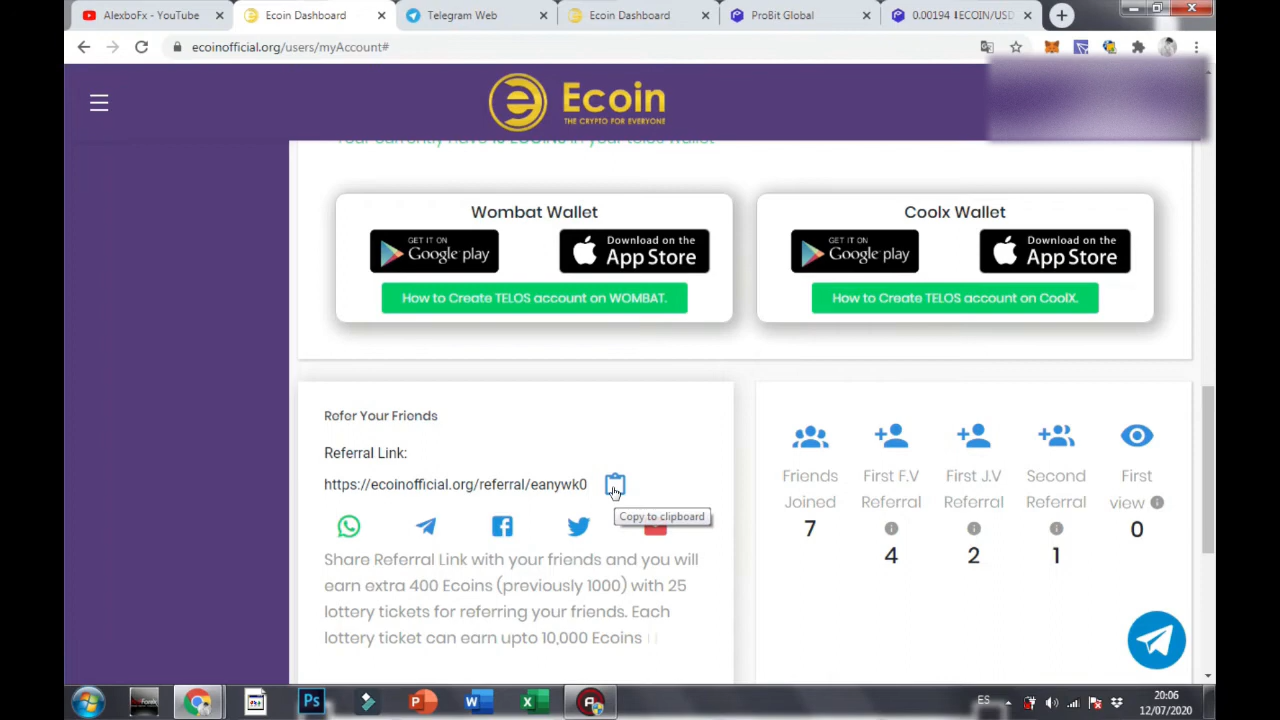 AlexboFx - YouTube
Ecoin Dashboard
Telegram Web
Ecoin Dashboard
ProBit Global
0.00194 ECOIN/USD
ecoinofficial.org/users/myAccount#
Ecoin
THE CRYPTO FOR EVERYONE
Wombat Wallet
GET IT ON
Google play
Download on the
App Store
How to Create TELOS account on WOMBAT.
Coolx Wallet
GET IT ON
Google play
Download on the
App Store
How to Create TELOS account on CoolX.
Refer Your Friends
Referral Link:
https://ecoinofficial.org/referral/eanywk0
Copy to clipboard
Share Referral Link with your friends and you will
earn extra 400 Ecoins (previously 1000) with 25
lottery tickets for referring your friends. Each
lottery ticket can earn upto 10,000 Ecoins
Friends
Joined
7
First F.V
Referral
4
First J.V
Referral
2
Second
Referral
1
First
view
0
ES
20:06
12/07/2020